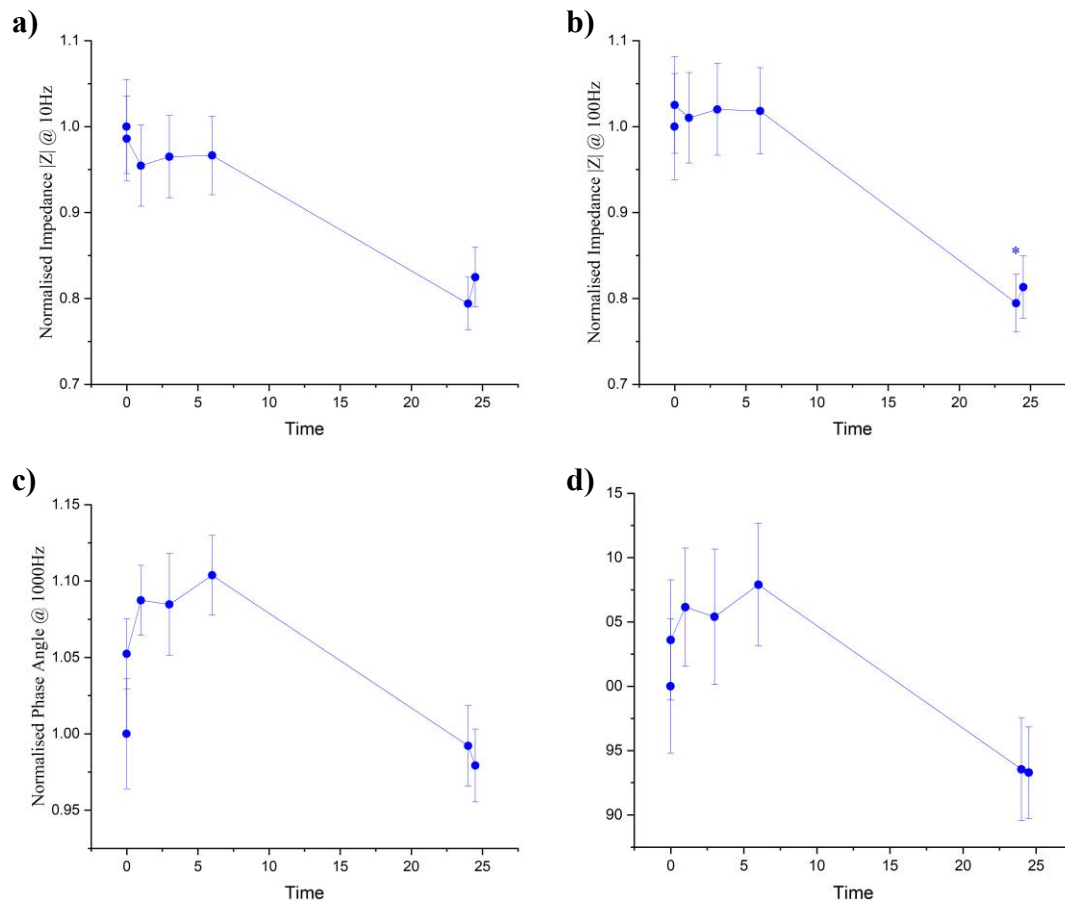 a)
1.1
1.0
0.9
0.8
0.7
Normalised Impedance |Z| @ 10Hz
0 5 10 15 20 25
Time
b)
1.1
1.0
0.9
0.8
0.7
Normalised Impedance |Z| @ 100Hz
*
0 5 10 15 20 25
Time
c)
1.15
1.10
1.05
1.00
0.95
Normalised Phase Angle @ 1000Hz
0 5 10 15 20 25
Time
d)
15
10
05
00
95
90
0 5 10 15 20 25
Time